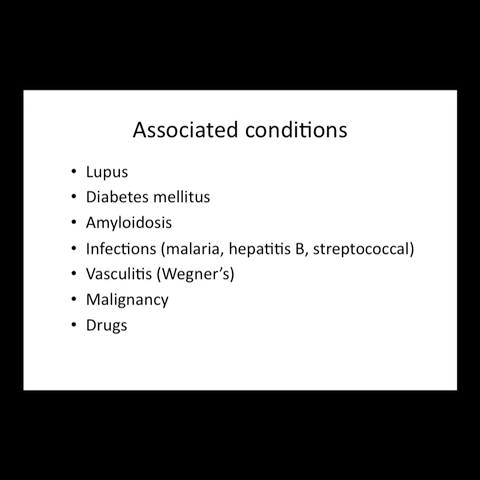 Associated conditions
• Lupus
• Diabetes mellitus
• Amyloidosis
• Infections (malaria, hepatitis B, streptococcal)
• Vasculitis (Wegner’s)
• Malignancy
• Drugs